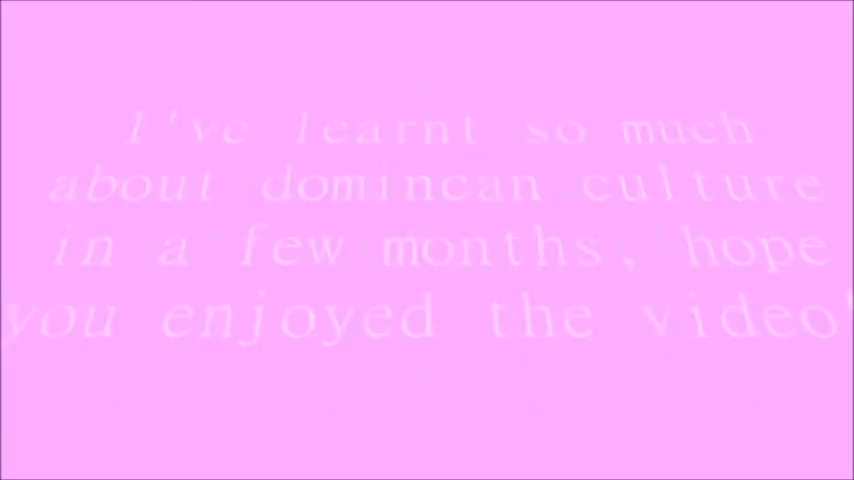 I've learnt so much
about domincan culture
in a few months, hope
you enjoyed the video!